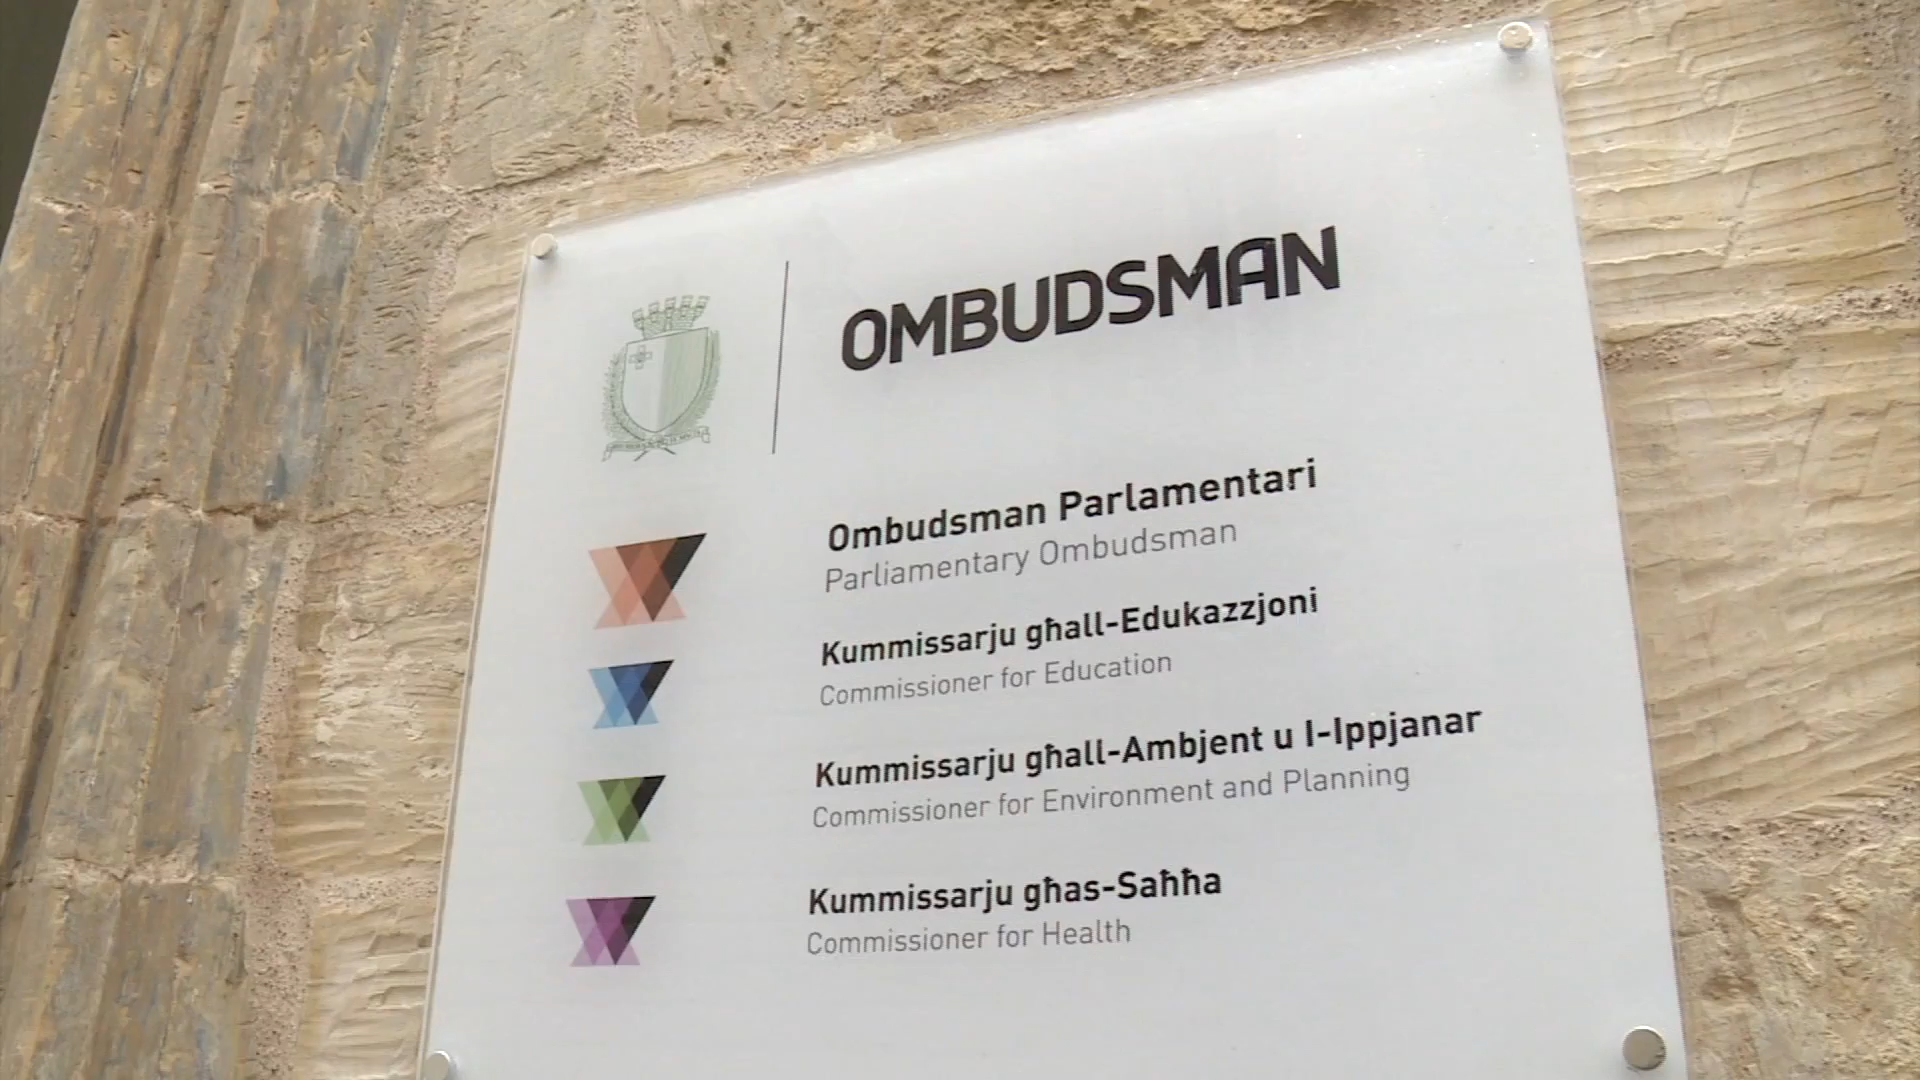 OMBUDSMAN
Ombudsman Parlamentari
Parliamentary Ombudsman
Kummissarju għall-Edukazzjoni
Commissioner for Education
Kummissarju għall-Ambjent u l-Ippjanar
Commissioner for Environment and Planning
Kummissarju għas-Saħħa
Commissioner for Health